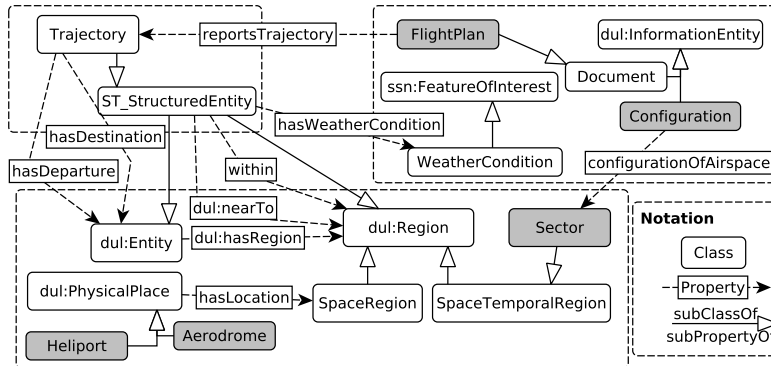 Trajectory
reportsTrajectory
FlightPlan
dul:InformationEntity
Document
ssn:FeatureOfInterest
ST_StructuredEntity
Configuration
hasWeatherCondition
hasDestination
WeatherCondition
configurationOfAirspace
hasDeparture
within
dul:nearTo
dul:Entity
dul:hasRegion
dul:Region
Sector
Notation
Class
Property
subClassOf
subPropertyOf
dul:PhysicalPlace
hasLocation
SpaceRegion
SpaceTemporalRegion
Heliport
Aerodrome